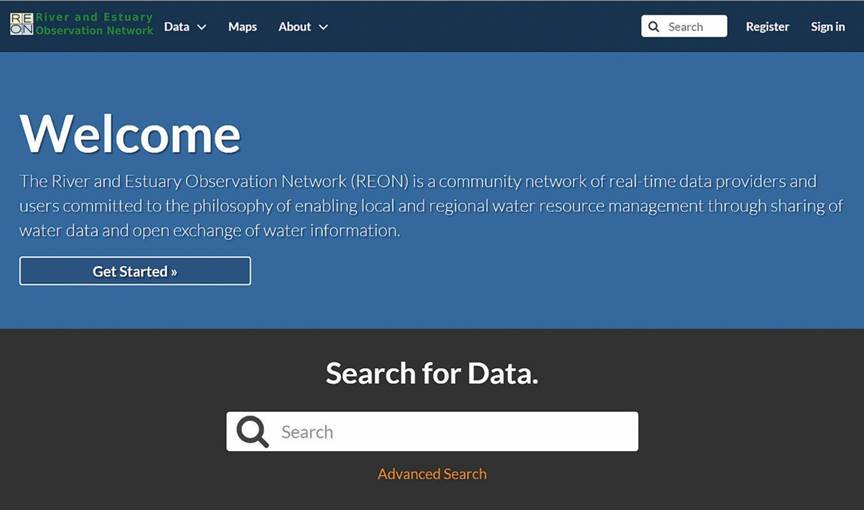 RE
ON
River and Estuary
Observation Network
Data
Maps
About
Search
Register
Sign in
Welcome
The River and Estuary Observation Network (REON) is a community network of real-time data providers and
users committed to the philosophy of enabling local and regional water resource management through sharing of
water data and open exchange of water information.
Get Started »
Search for Data.
Search
Advanced Search